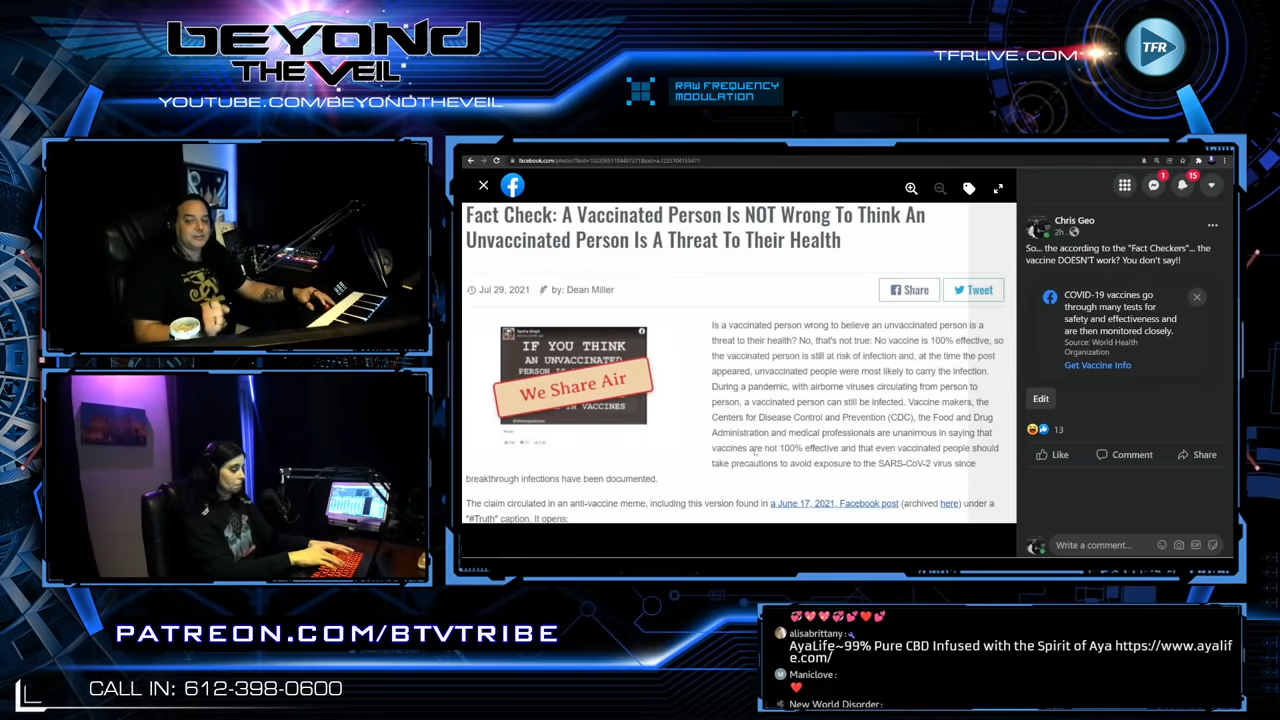 BEYOND
THE VEIL
YOUTUBE.COM/BEYONDTHEVEIL
RAW FREQUENCY
MODULATION
TFRLIVE.COM
TFR
Fact Check: A Vaccinated Person Is NOT Wrong To Think An
Unvaccinated Person Is A Threat To Their Health
Jul 29, 2021
by: Dean Miller
Share
Tweet
IF YOU THINK
AN UNVACCINATED
We Share Air
IN VACCINES
Is a vaccinated person wrong to believe an unvaccinated person is a
threat to their health? No, that's not true: No vaccine is 100% effective, so
the vaccinated person is still at risk of infection and, at the time the post
appeared, unvaccinated people were most likely to carry the infection.
During a pandemic, with airborne viruses circulating from person to
person, a vaccinated person can still be infected. Vaccine makers, the
Centers for Disease Control and Prevention (CDC), the Food and Drug
Administration and medical professionals are unanimous in saying that
vaccines are not 100% effective and that even vaccinated people should
take precautions to avoid exposure to the SARS-CoV-2 virus since
breakthrough infections have been documented.
The claim circulated in an anti-vaccine meme, including this version found in a June 17, 2021, Facebook post (archived here) under a
"#Truth" caption. It opens:
1
15
Chris Geo
2h
So... the according to the "Fact Checkers"... the
vaccine DOESN'T work? You don't say!!
COVID-19 vaccines go
through many tests for
safety and effectiveness and
are then monitored closely.
Source: World Health
Organization
Get Vaccine Info
Edit
13
Like
Comment
Share
Write a comment...
PATREON.COM/BTVTRIBE
CALL IN: 612-398-0600
alisabrittany:
AyaLife~99% Pure CBD Infused with the Spirit of Aya https://www.ayalif
e.com/
Maniclove:
New World Disorder: